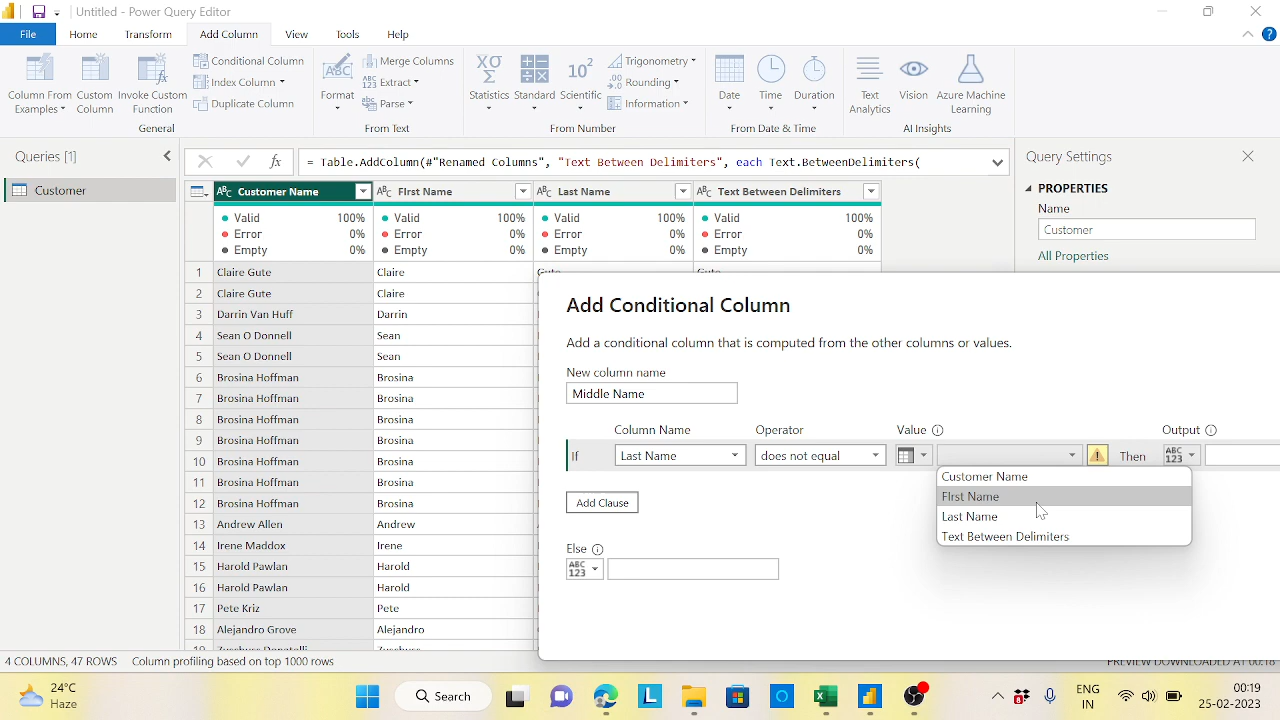 Untitled - Power Query Editor
File Home Transform Add Column View Tools Help
Column From Examples
Custom Column
Invoke Custom Function
Conditional Column
Index Column
Duplicate Column
General
Format
Merge Columns
Extract
Parse
From Text
Statistics
Standard
Scientific
Trigonometry
Rounding
Information
From Number
Date
Time
Duration
From Date & Time
Text Analytics
Vision
Azure Machine Learning
AI Insights
Queries [1]
Customer
= Table.AddColumn(#"Renamed Columns", "Text Between Delimiters", each Text.BetweenDelimiters(
Query Settings
PROPERTIES
Name
Customer
All Properties
Customer Name FIrst Name Last Name Text Between Delimiters
Valid 100% Valid 100% Valid 100% Valid 100%
Error 0% Error 0% Error 0% Error 0%
Empty 0% Empty 0% Empty 0% Empty 0%
1 Claire Gute Claire
2 Claire Gute Claire
3 Darrin Van Huff Darrin
4 Sean O Donnell Sean
5 Sean O Donnell Sean
6 Brosina Hoffman Brosina
7 Brosina Hoffman Brosina
8 Brosina Hoffman Brosina
9 Brosina Hoffman Brosina
10 Brosina Hoffman Brosina
11 Brosina Hoffman Brosina
12 Brosina Hoffman Brosina
13 Andrew Allen Andrew
14 Irene Maddox Irene
15 Harold Pawlan Harold
16 Harold Pawlan Harold
17 Pete Kriz Pete
18 Alejandro Grove Alejandro
Add Conditional Column
Add a conditional column that is computed from the other columns or values.
New column name
Middle Name
Column Name Operator Value Output
If Last Name does not equal Then ABC 123
Customer Name
FIrst Name
Last Name
Text Between Delimiters
Add Clause
Else
ABC 123
4 COLUMNS, 47 ROWS Column profiling based on top 1000 rows
PREVIEW DOWNLOADED AT 00:18
24°C
Haze
Search
ENG
IN
00:19
25-02-2023